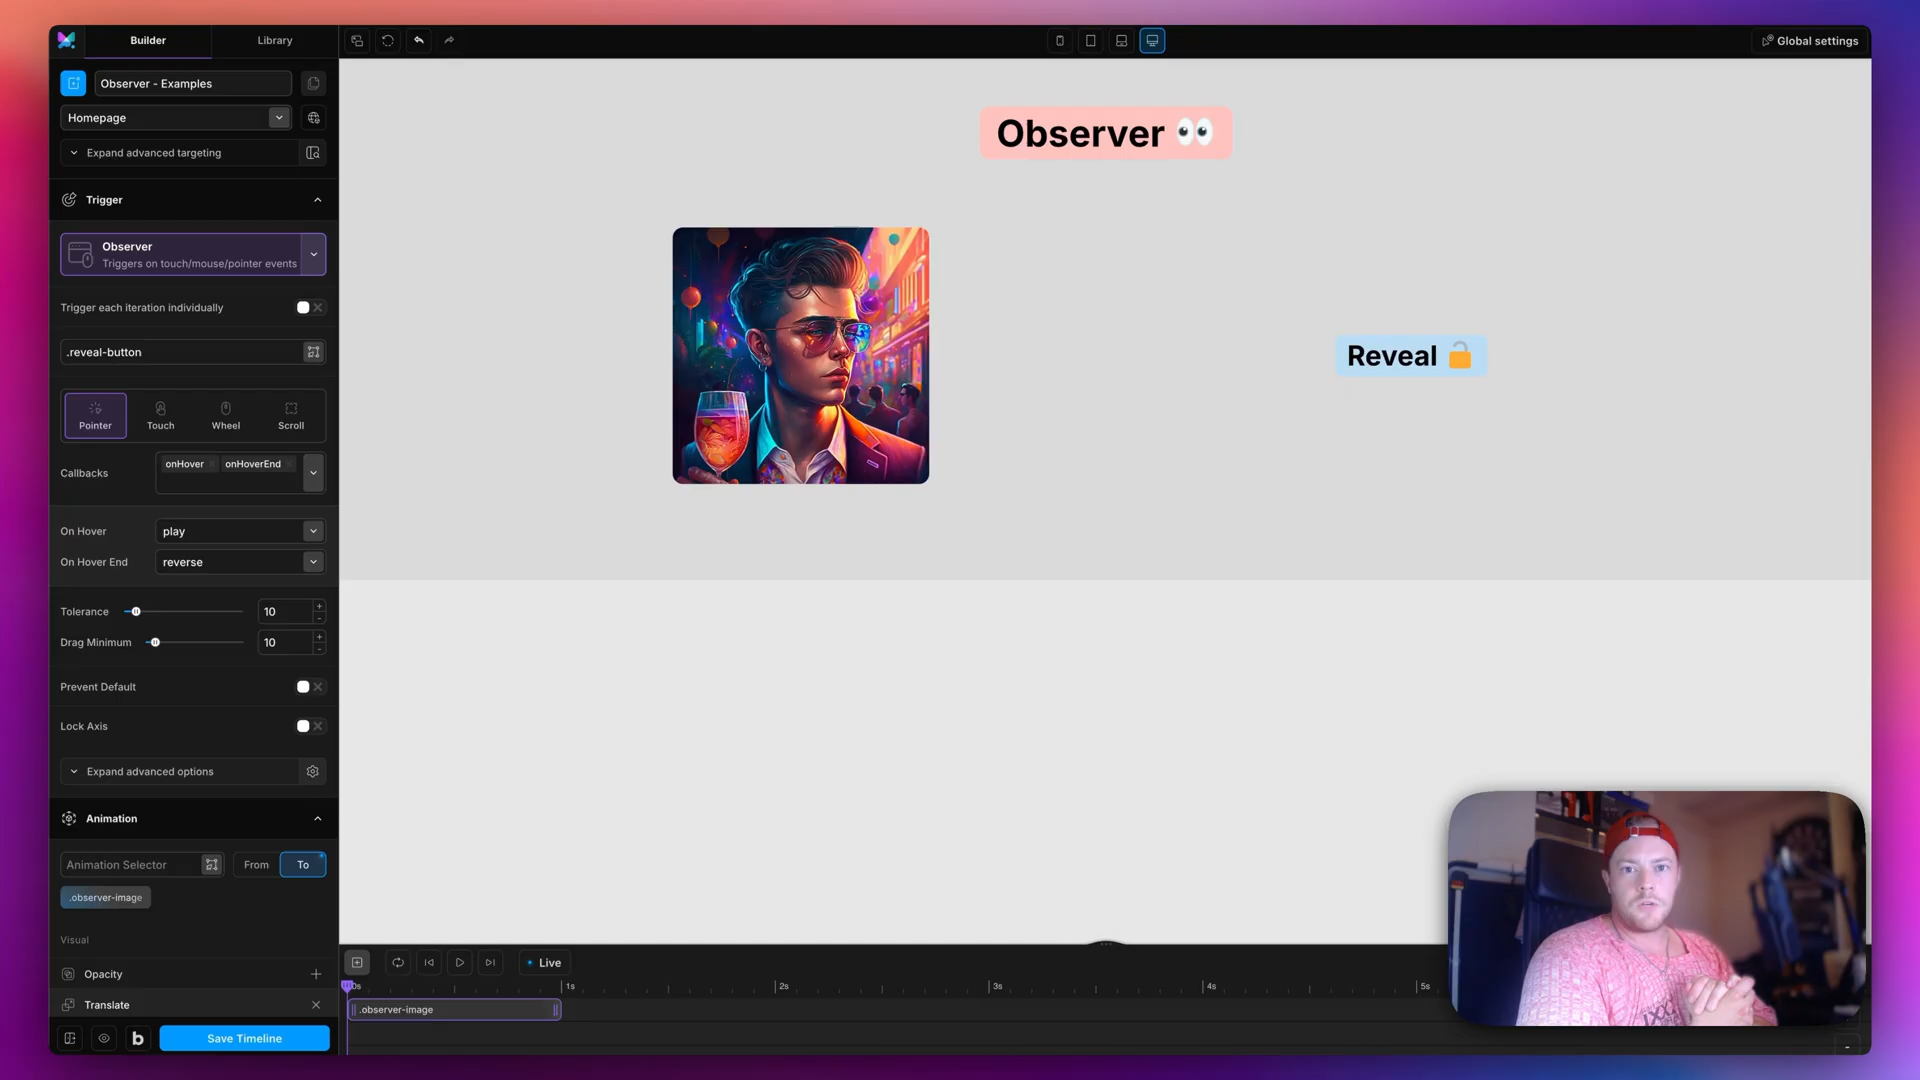 Builder
Library
Global settings
Observer - Examples
Homepage
Expand advanced targeting
Trigger
Observer
Triggers on touch/mouse/pointer events
Trigger each iteration individually
.reveal-button
Pointer
Touch
Wheel
Scroll
Callbacks
onHover
onHoverEnd
On Hover
play
On Hover End
reverse
Tolerance
10
Drag Minimum
10
Prevent Default
Lock Axis
Expand advanced options
Animation
Animation Selector
From
To
.observer-image
Visual
Opacity
Translate
b
Save Timeline
Observer 👀
Reveal 🔓
Live
0s
1s
2s
3s
4s
5s
.observer-image